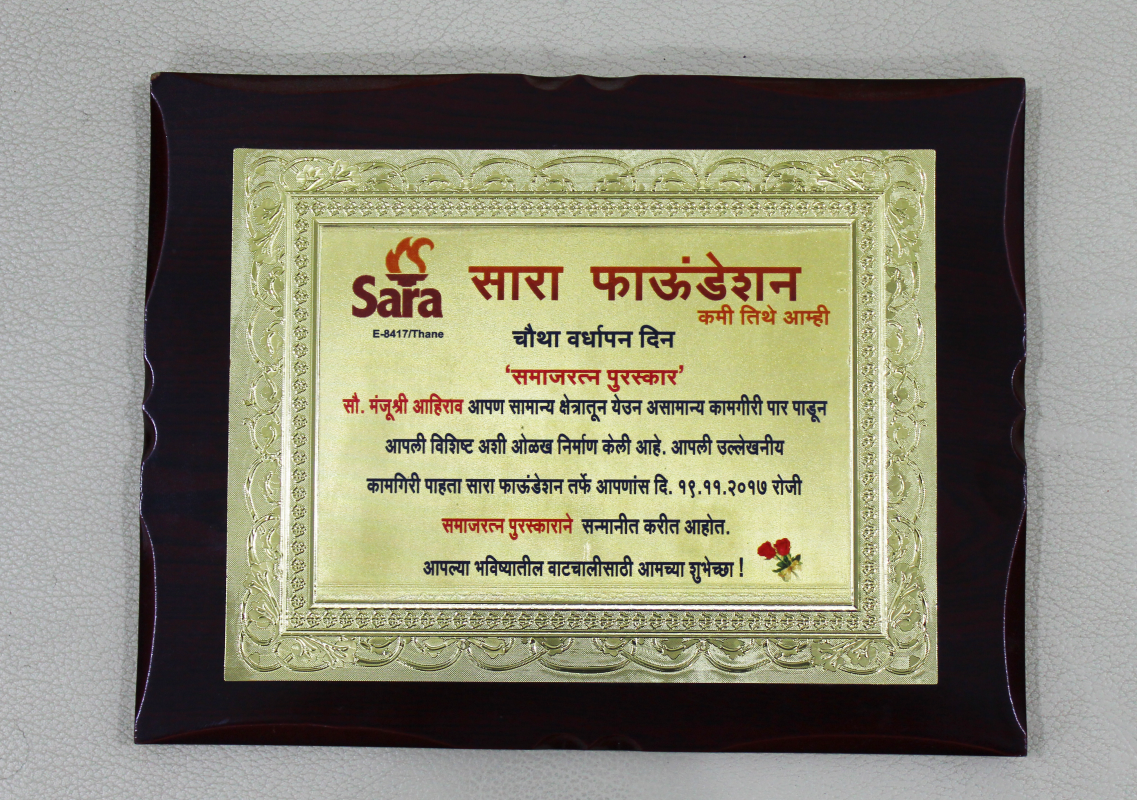 Sara
E-8417/Thane
सारा फाऊंडेशन
कमी तिथे आम्ही
चौथा वर्धापन दिन
‘समाजरत्न पुरस्कार’
सौ. मंजूश्री आहिराव आपण सामान्य क्षेत्रातून येउन असामान्य कामगीरी पार पाडून
आपली विशिष्ट अशी ओळख निर्माण केली आहे. आपली उल्लेखनीय
कामगिरी पाहता सारा फाऊंडेशन तर्फे आपणांस दि. १९.११.२०१७ रोजी
समाजरत्न पुरस्काराने सन्मानीत करीत आहोत.
आपल्या भविष्यातील वाटचालीसाठी आमच्या शुभेच्छा !